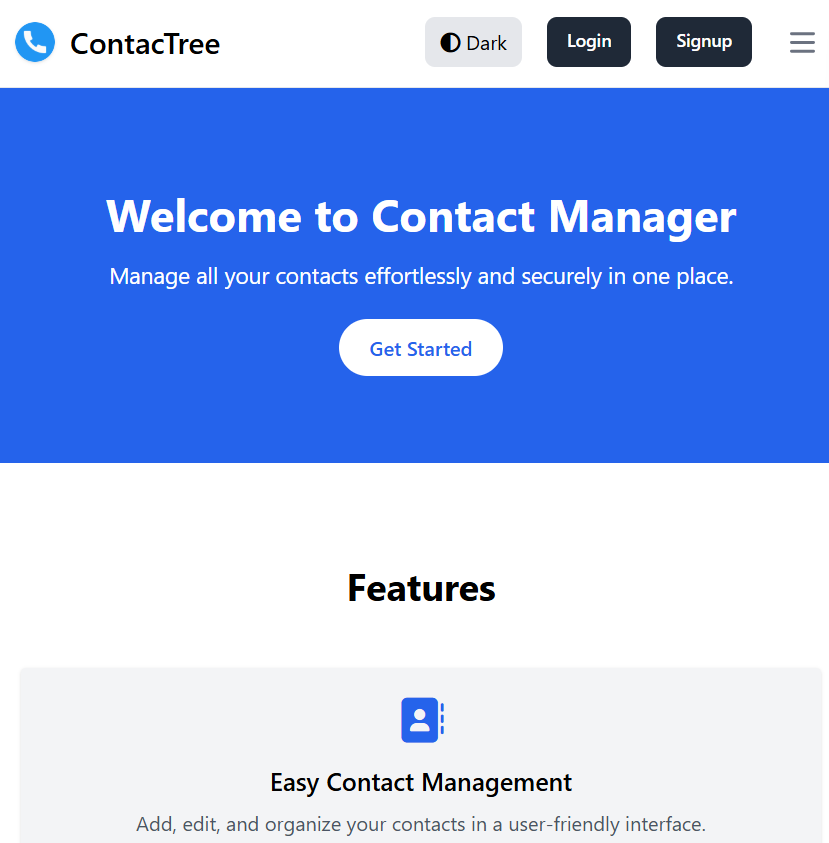 ContacTree
Dark
Login
Signup
Welcome to Contact Manager
Manage all your contacts effortlessly and securely in one place.
Get Started
Features
Easy Contact Management
Add, edit, and organize your contacts in a user-friendly interface.